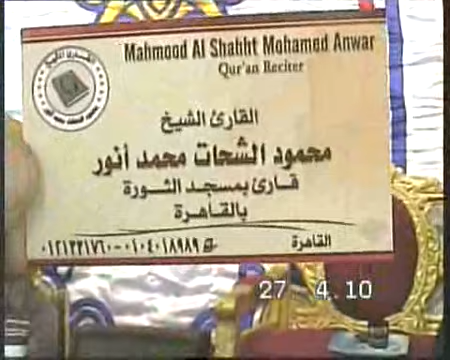 Mahmood Al Shahht Mohamed Anwar
Qur'an Reciter
القارئ الشيخ
محمود الشحات محمد أنور
قارئ بمسجد الثورة
بالقاهرة
القاهرة
27 4.10